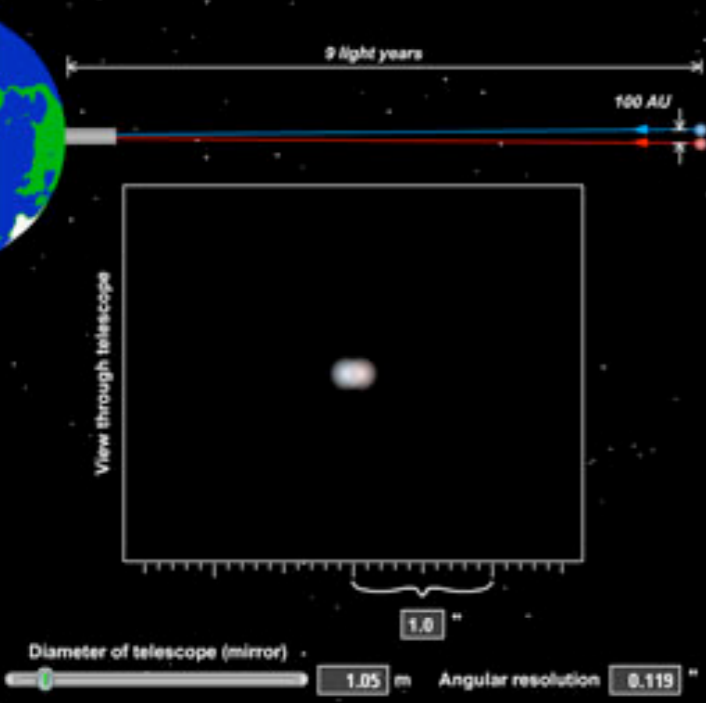 9 light years
100 AU
View through telescope
1.0 "
Diameter of telescope (mirror)
1.05 m Angular resolution 0.119 "